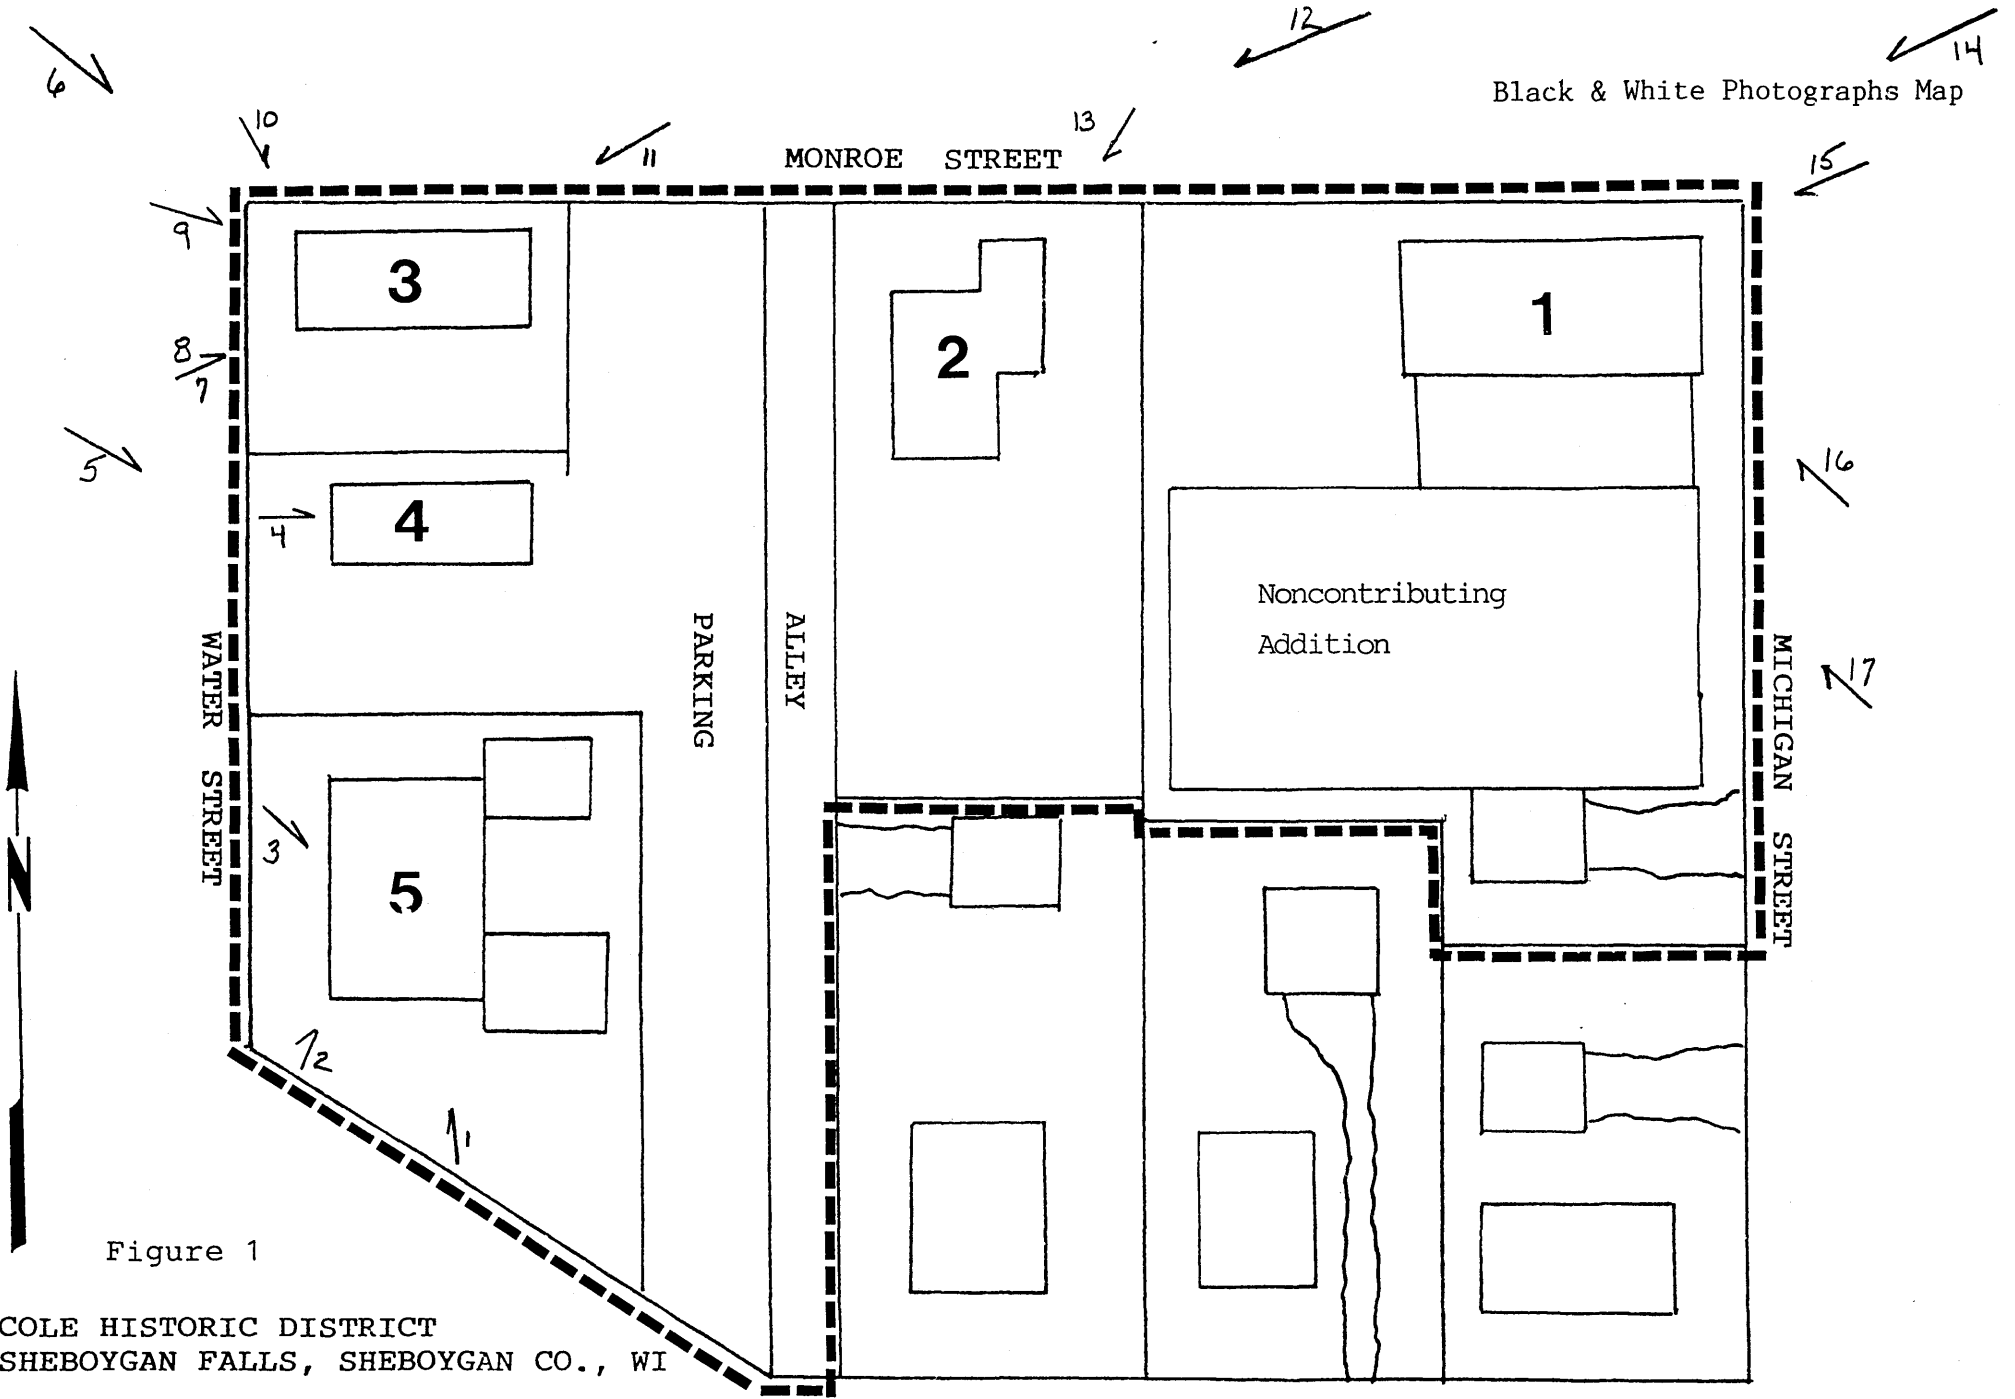 12
14
6
Black & White Photographs Map
10
13
11
MONROE STREET
15
9
3
1
8
2
7
5
16
4
4
Noncontributing
Addition
PARKING
ALLEY
WATER STREET
MICHIGAN STREET
17
3
5
N
2
1
Figure 1
COLE HISTORIC DISTRICT
SHEBOYGAN FALLS, SHEBOYGAN CO., WI